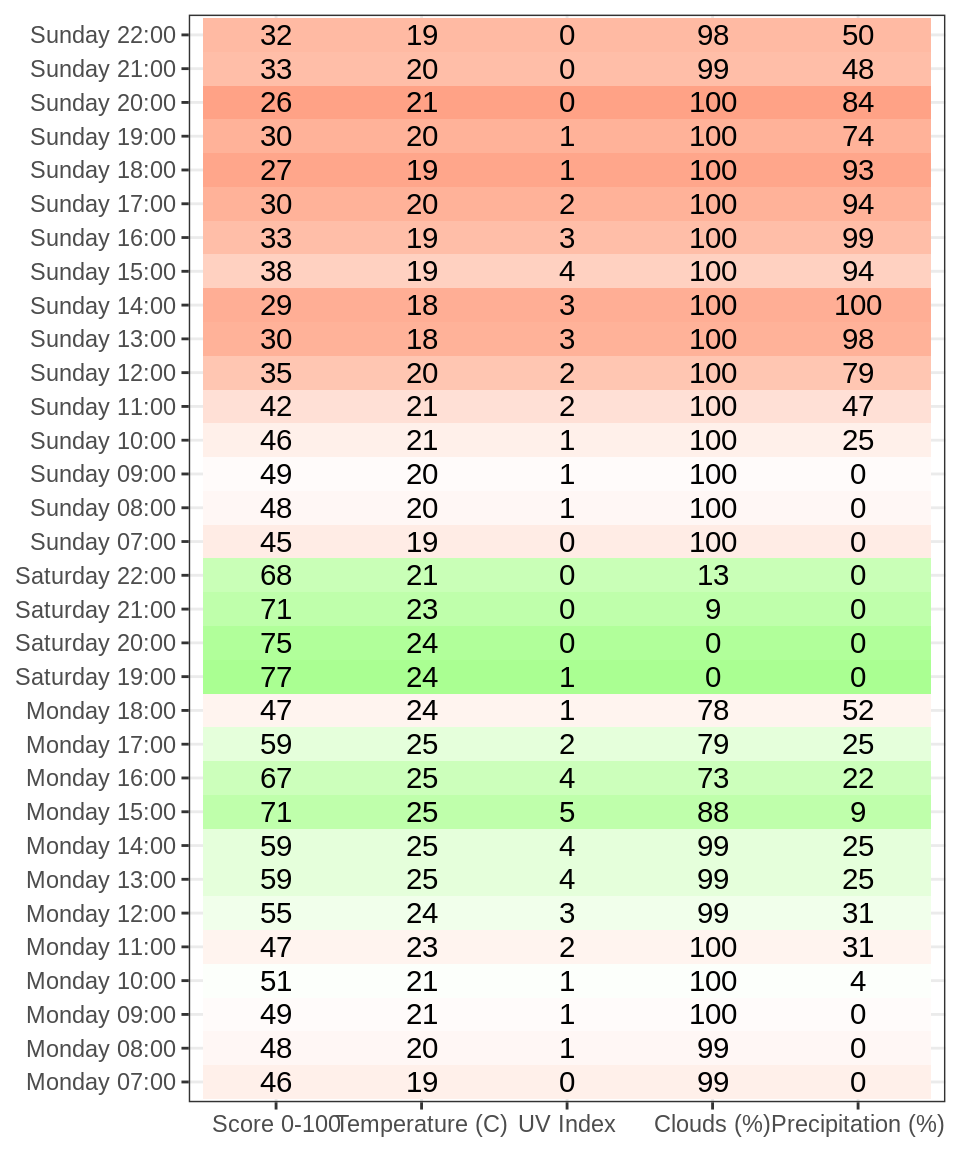 Sunday 22:00 32 19 0 98 50
Sunday 21:00 33 20 0 99 48
Sunday 20:00 26 21 0 100 84
Sunday 19:00 30 20 1 100 74
Sunday 18:00 27 19 1 100 93
Sunday 17:00 30 20 2 100 94
Sunday 16:00 33 19 3 100 99
Sunday 15:00 38 19 4 100 94
Sunday 14:00 29 18 3 100 100
Sunday 13:00 30 18 3 100 98
Sunday 12:00 35 20 2 100 79
Sunday 11:00 42 21 2 100 47
Sunday 10:00 46 21 1 100 25
Sunday 09:00 49 20 1 100 0
Sunday 08:00 48 20 1 100 0
Sunday 07:00 45 19 0 100 0
Saturday 22:00 68 21 0 13 0
Saturday 21:00 71 23 0 9 0
Saturday 20:00 75 24 0 0 0
Saturday 19:00 77 24 1 0 0
Monday 18:00 47 24 1 78 52
Monday 17:00 59 25 2 79 25
Monday 16:00 67 25 4 73 22
Monday 15:00 71 25 5 88 9
Monday 14:00 59 25 4 99 25
Monday 13:00 59 25 4 99 25
Monday 12:00 55 24 3 99 31
Monday 11:00 47 23 2 100 31
Monday 10:00 51 21 1 100 4
Monday 09:00 49 21 1 100 0
Monday 08:00 48 20 1 99 0
Monday 07:00 46 19 0 99 0
Score 0-100 Temperature (C) UV Index Clouds (%) Precipitation (%)